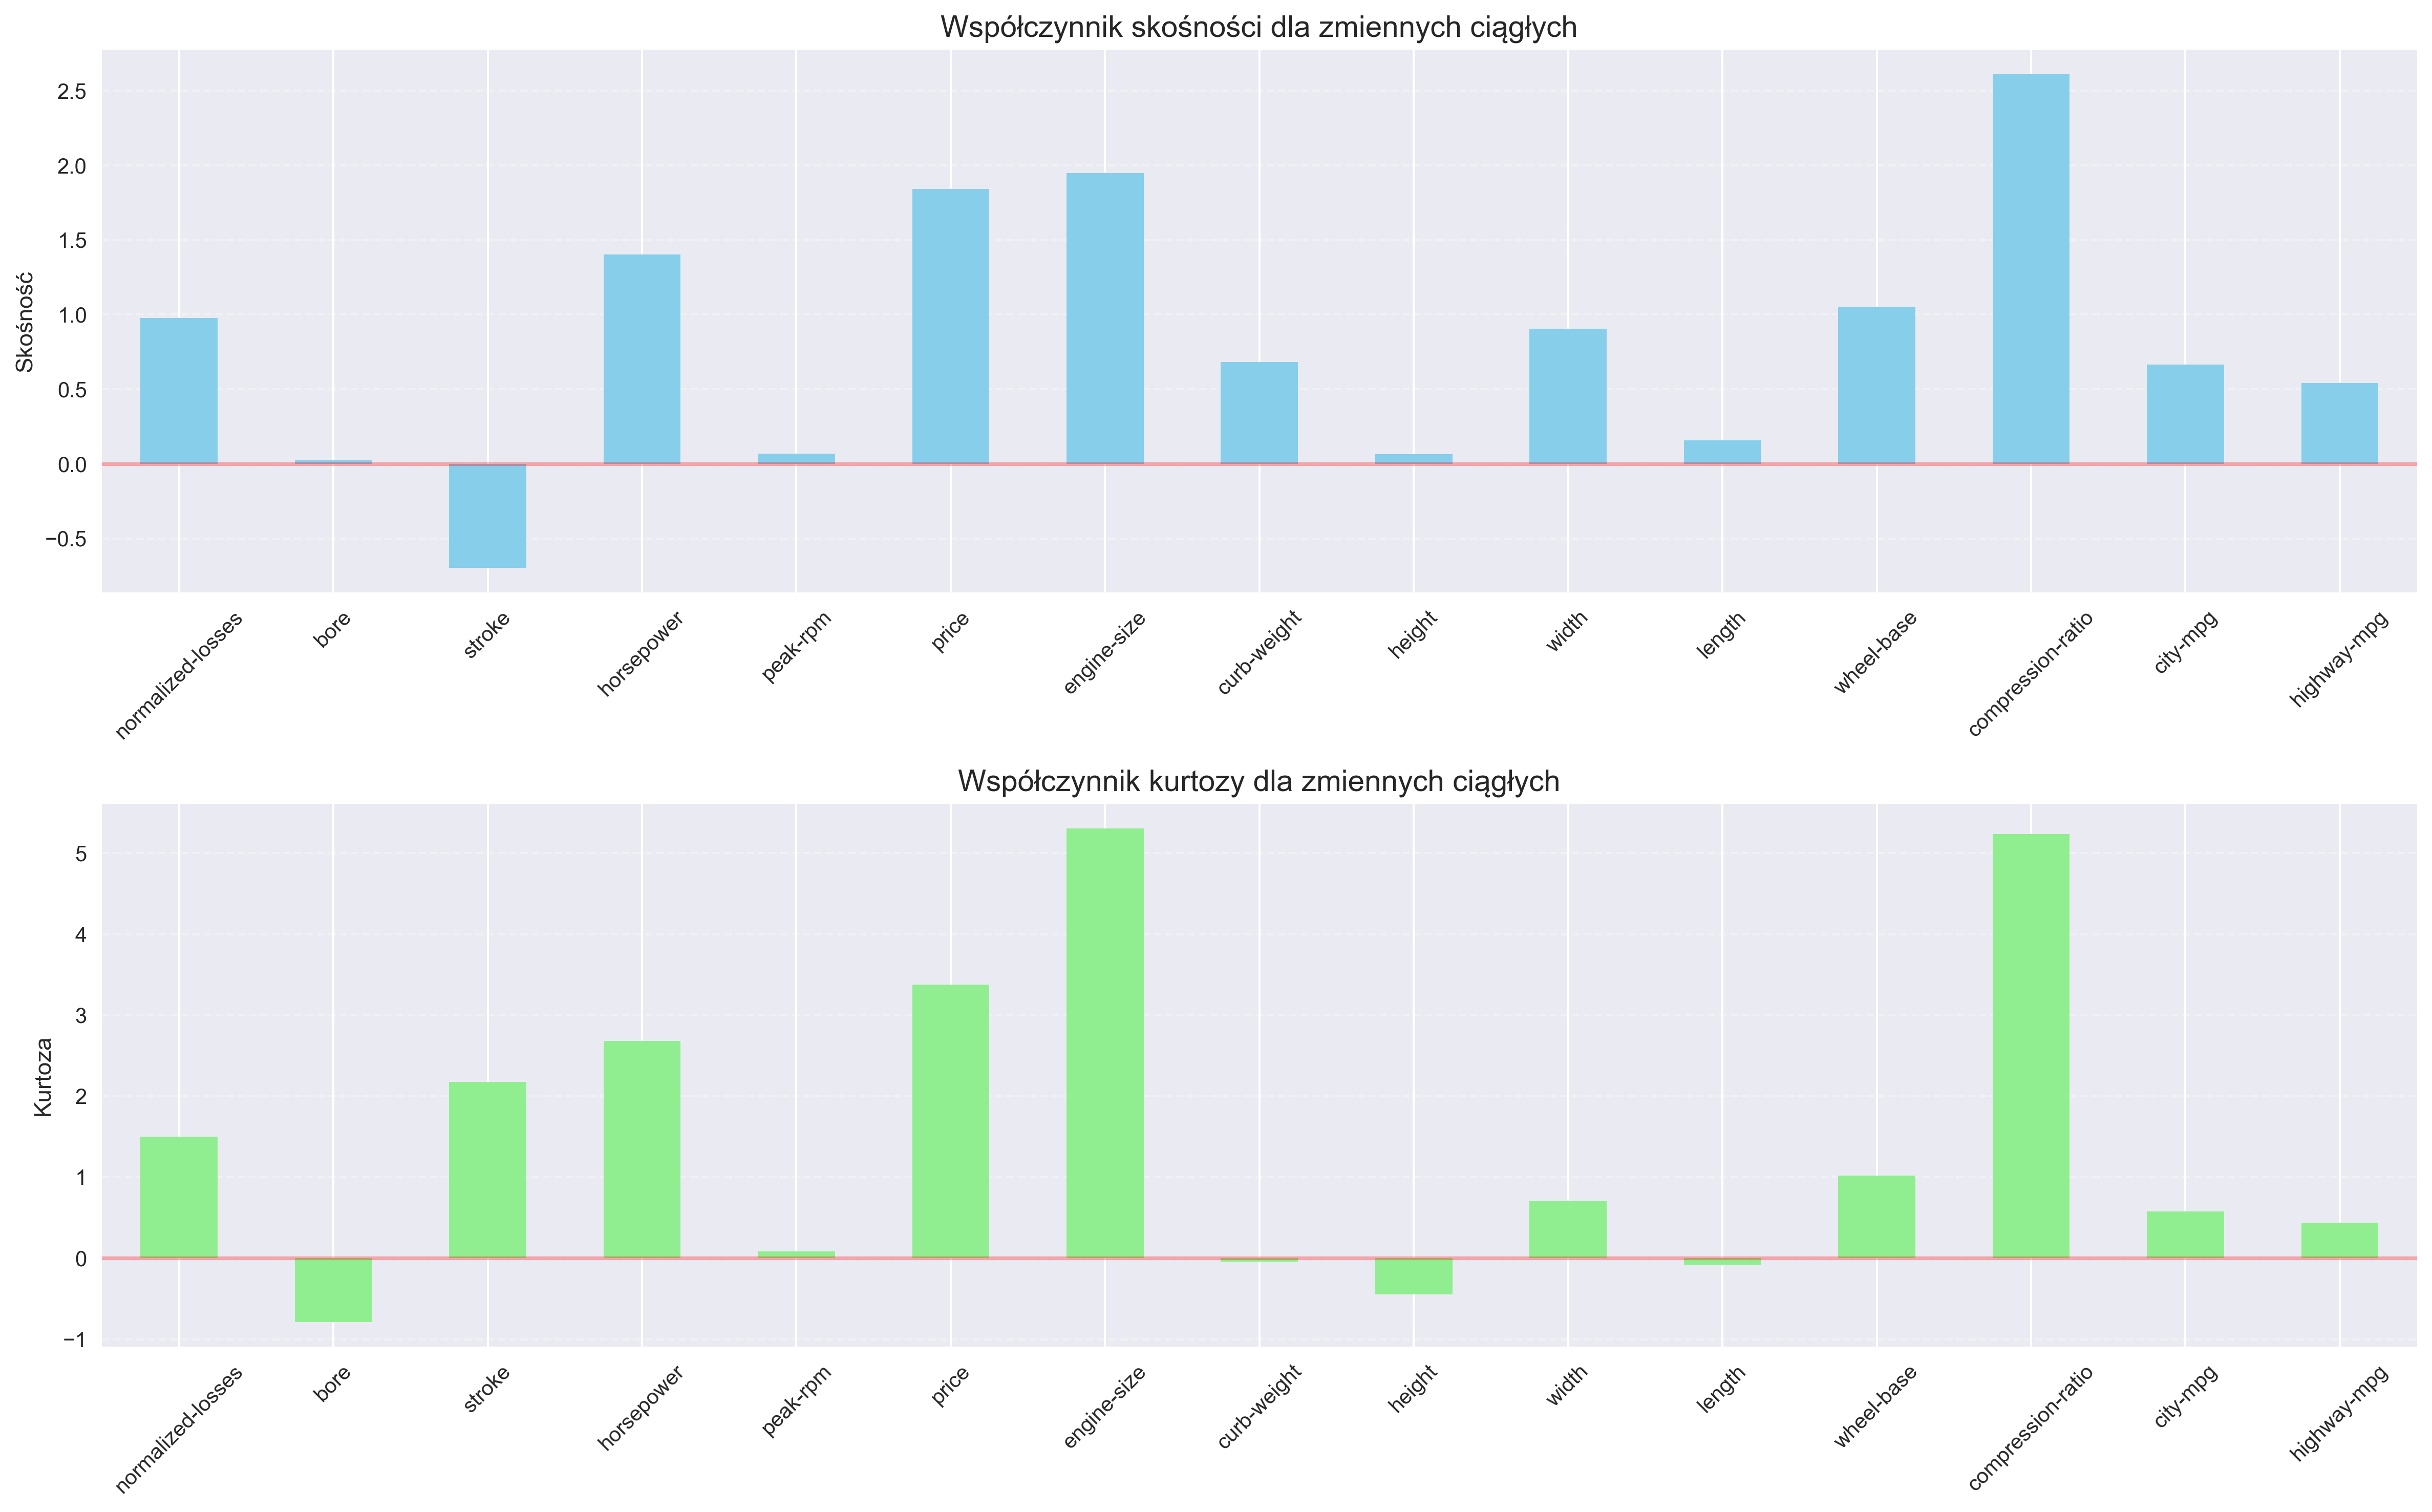 Współczynnik skośności dla zmiennych ciągłych
Skośność
2.5
2.0
1.5
1.0
0.5
0.0
−0.5
normalized-losses
bore
stroke
horsepower
peak-rpm
price
engine-size
curb-weight
height
width
length
wheel-base
compression-ratio
city-mpg
highway-mpg
Współczynnik kurtozy dla zmiennych ciągłych
Kurtoza
5
4
3
2
1
0
−1
normalized-losses
bore
stroke
horsepower
peak-rpm
price
engine-size
curb-weight
height
width
length
wheel-base
compression-ratio
city-mpg
highway-mpg